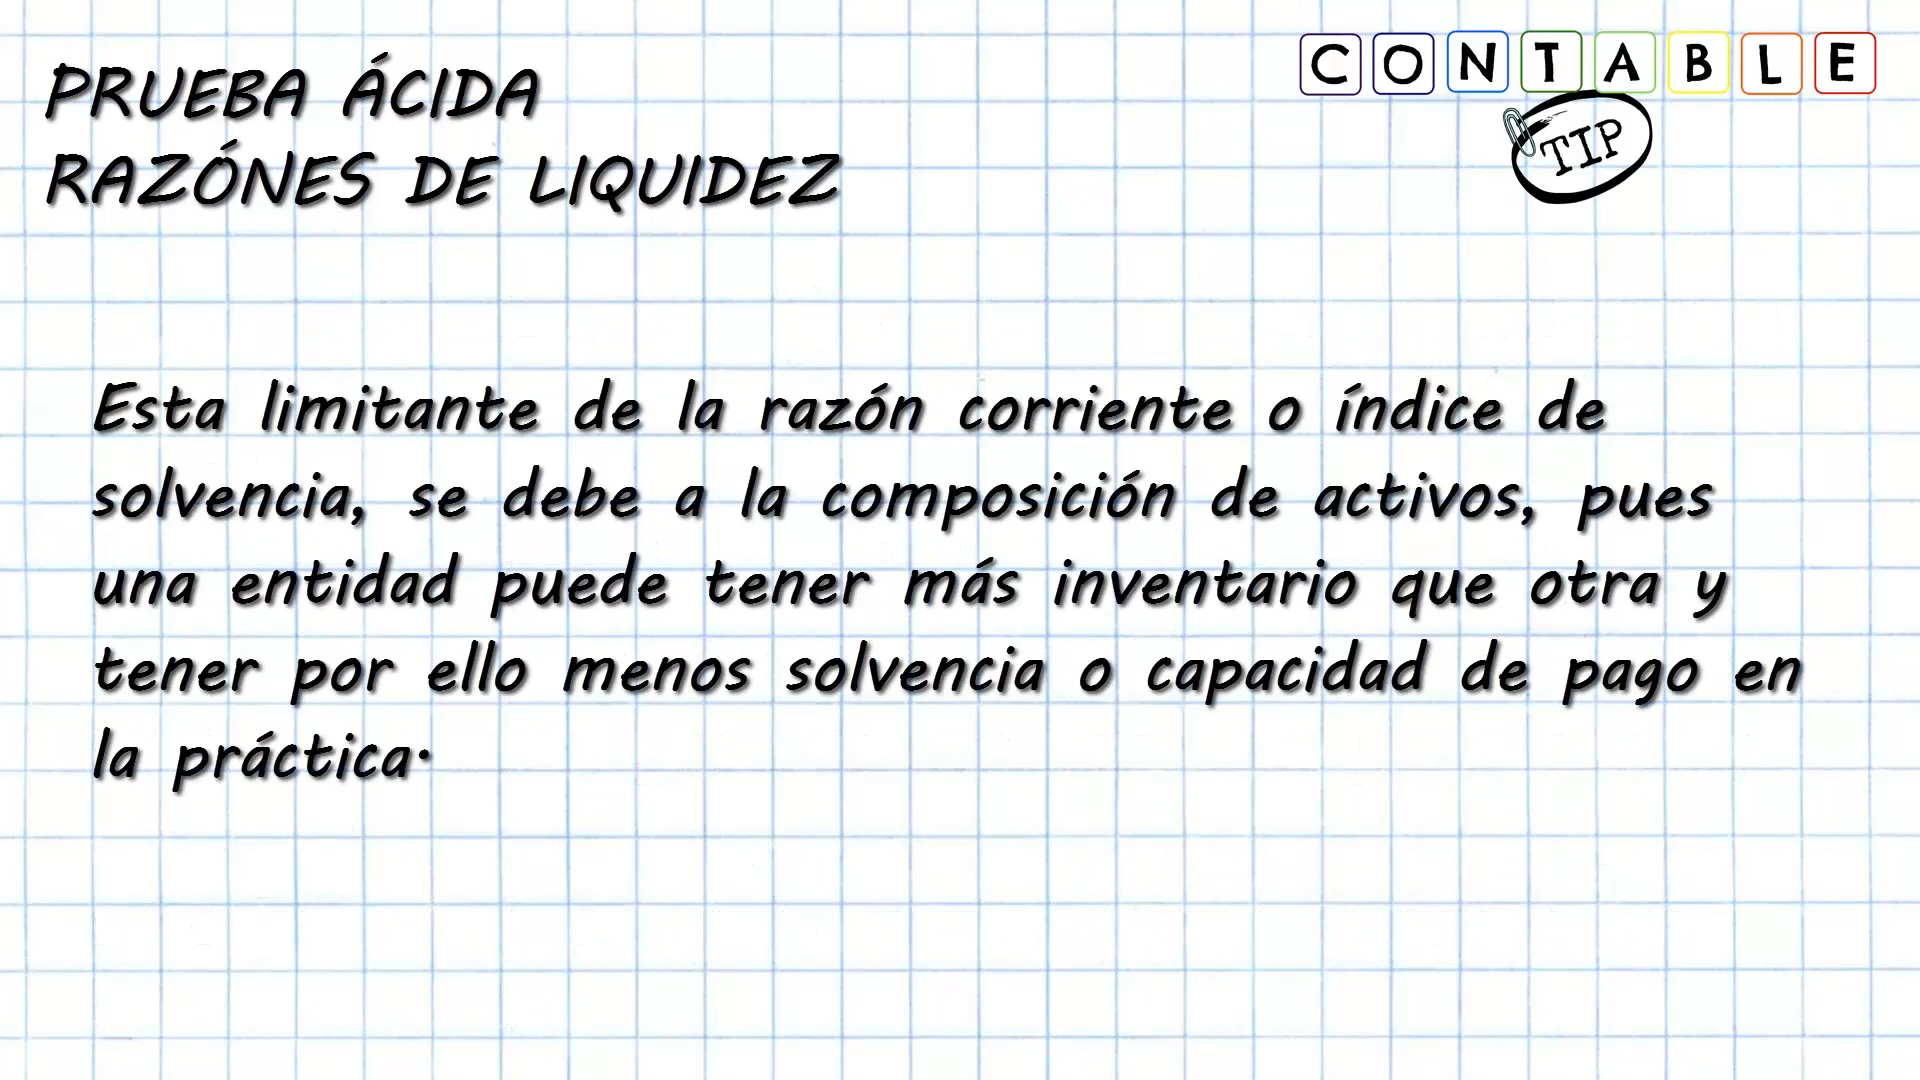 PRUEBA ÁCIDA
RAZÓNES DE LIQUIDEZ
CONTABLE
TIP
Esta limitante de la razón corriente o índice de
solvencia, se debe a la composición de activos, pues
una entidad puede tener más inventario que otra y
tener por ello menos solvencia o capacidad de pago en
la práctica.